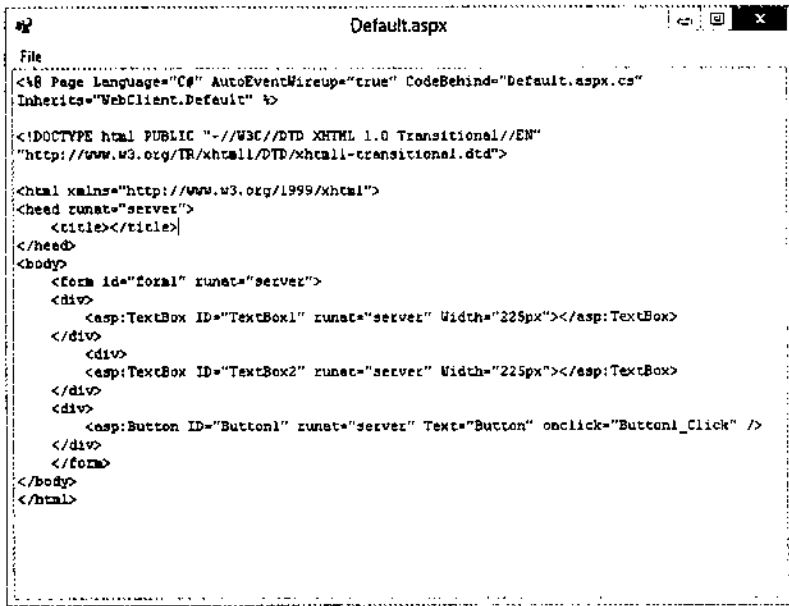 Default.aspx
File
<%@ Page Language="C#" AutoEventWireup="true" CodeBehind="Default.aspx.cs"
Inherits="WebClient.Default" %>
<!DOCTYPE html PUBLIC "-//W3C//DTD XHTML 1.0 Transitional//EN"
"http://www.w3.org/TR/xhtml1/DTD/xhtml1-transitional.dtd">
<html xmlns="http://www.w3.org/1999/xhtml">
<head runat="server">
<title></title>
</head>
<body>
<form id="form1" runat="server">
<div>
<asp:TextBox ID="TextBox1" runat="server" Width="225px"></asp:TextBox>
</div>
<div>
<asp:TextBox ID="TextBox2" runat="server" Width="225px"></asp:TextBox>
</div>
<div>
<asp:Button ID="Button1" runat="server" Text="Button" onclick="Button1_Click" />
</div>
</form>
</body>
</html>